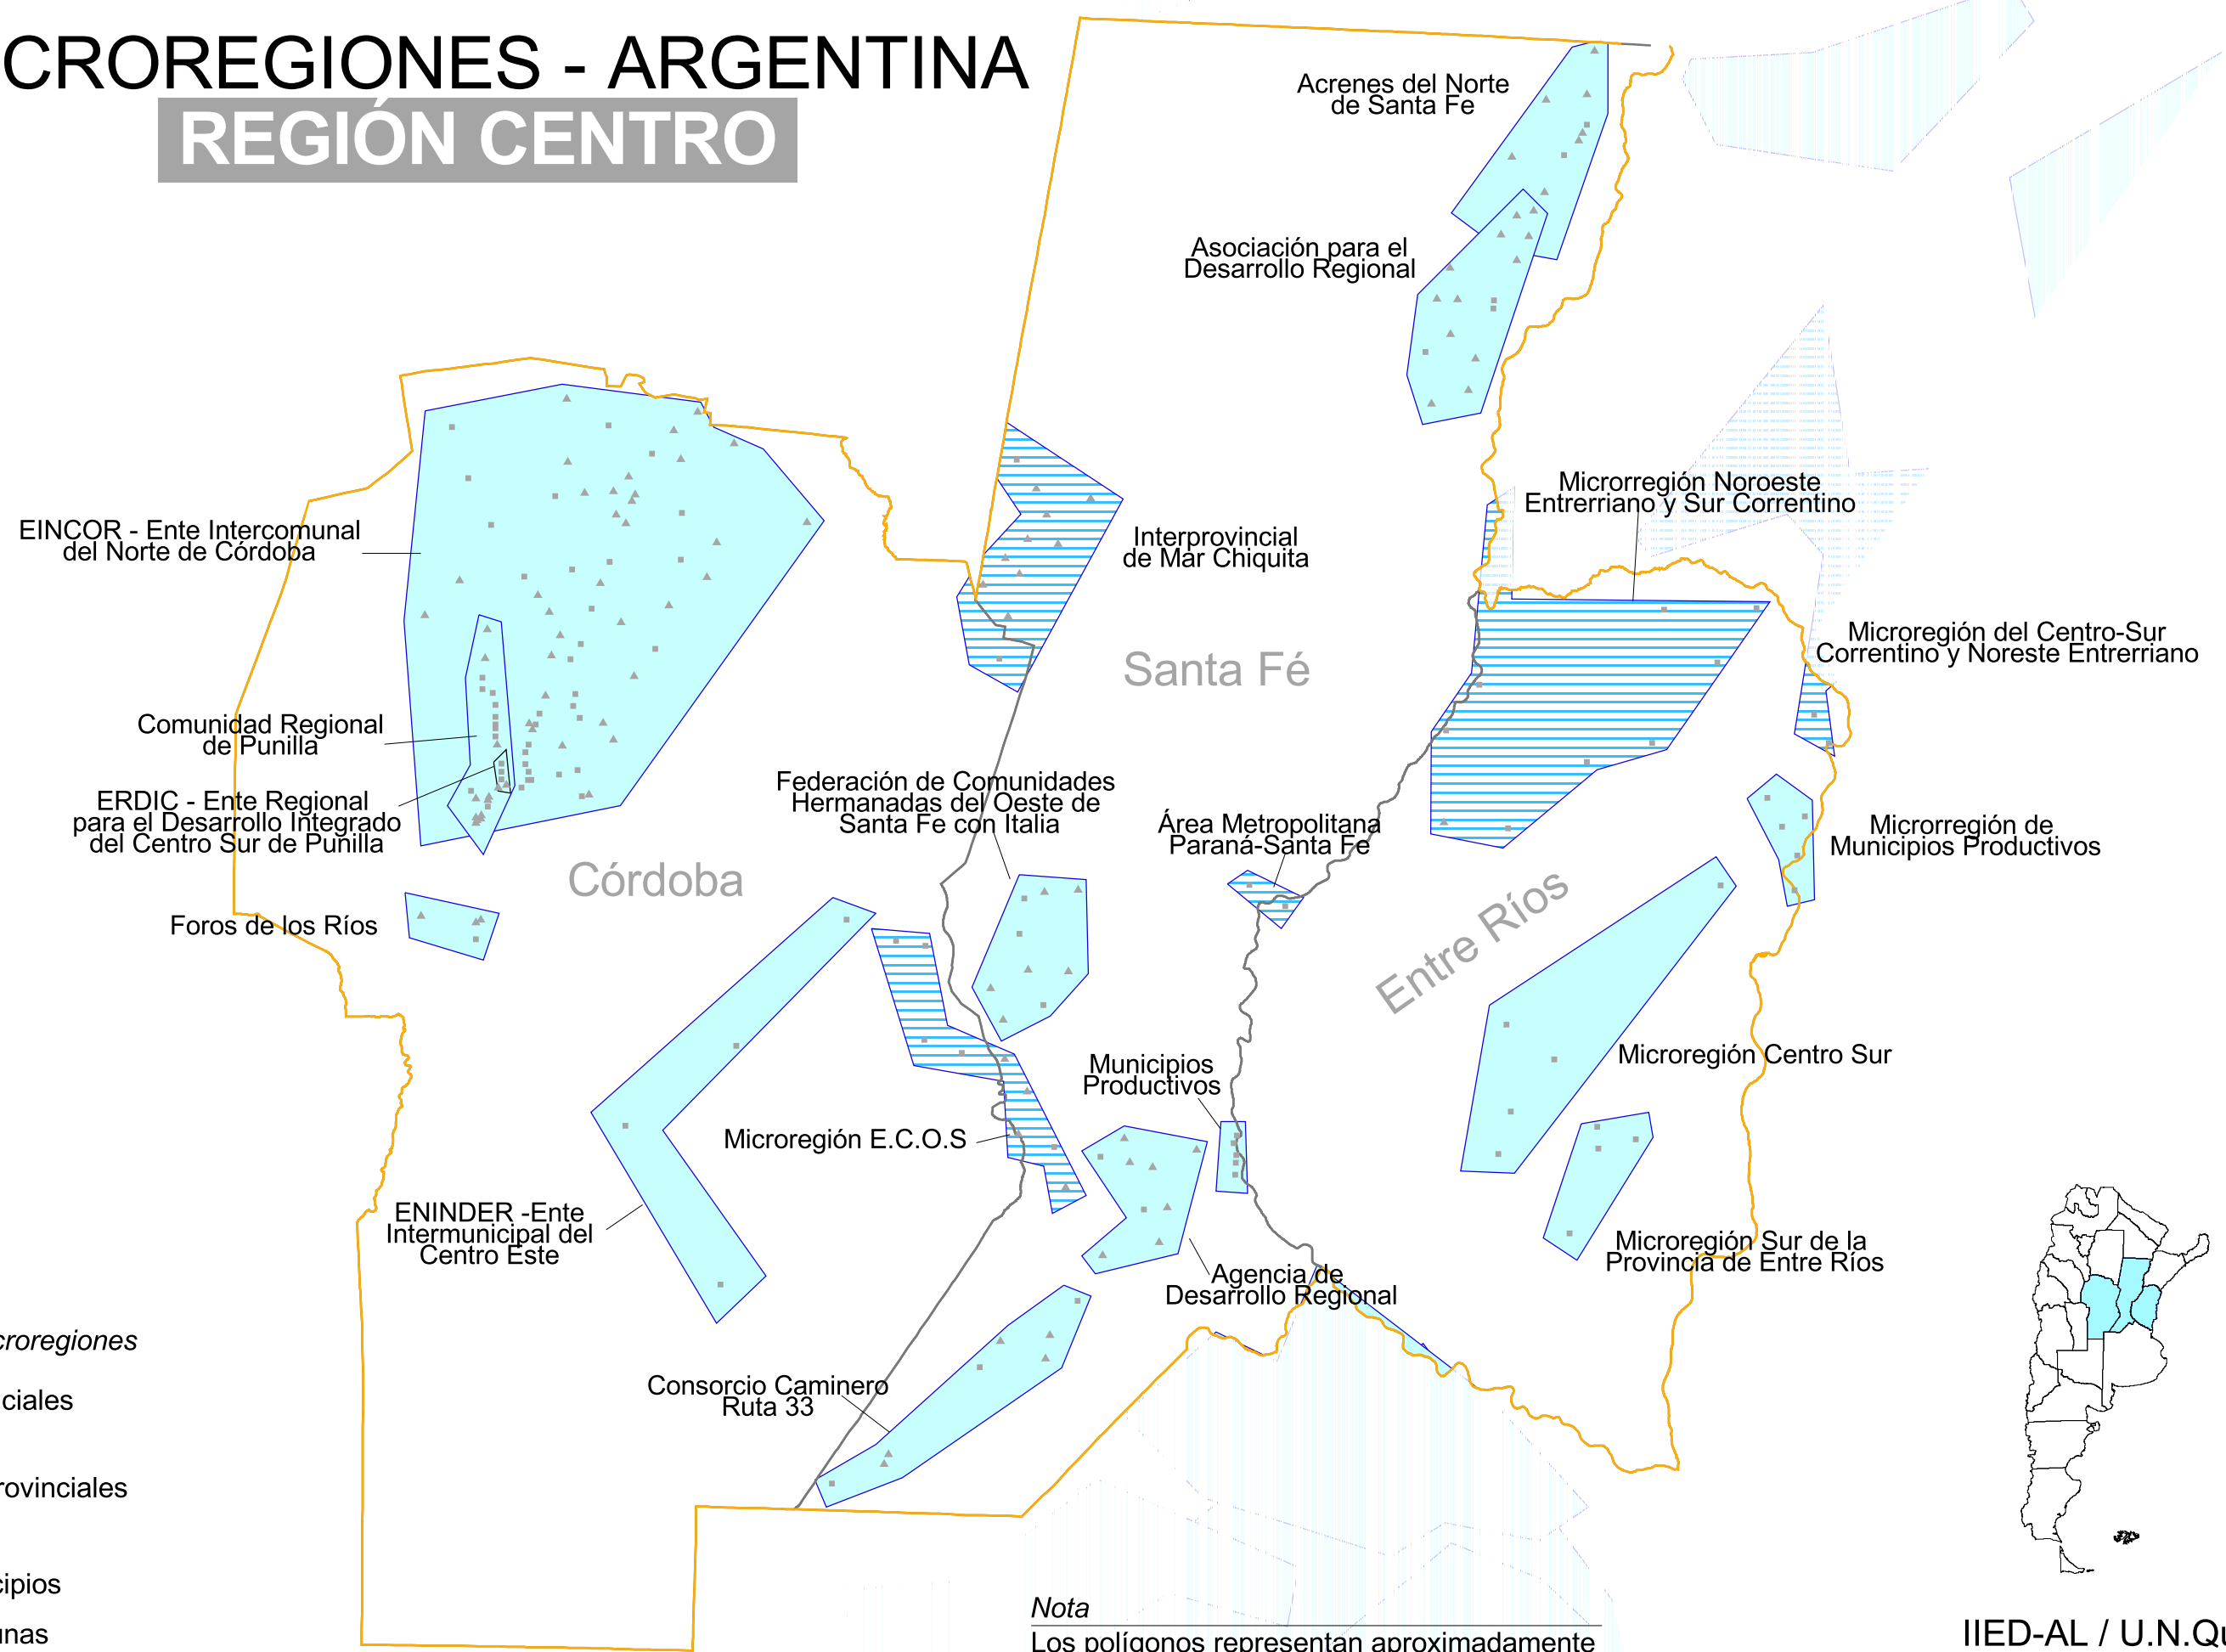 CROREGIONES - ARGENTINA
REGIÓN CENTRO
Acrenes del Norte
de Santa Fe
Asociación para el
Desarrollo Regional
Microrregión Noroeste
Entrerriano y Sur Correntino
EINCOR - Ente Intercomunal
del Norte de Córdoba
Interprovincial
de Mar Chiquita
Santa Fé
Microregión del Centro-Sur
Correntino y Noreste Entrerriano
Comunidad Regional
de Punilla
ERDIC - Ente Regional
para el Desarrollo Integrado
del Centro Sur de Punilla
Federación de Comunidades
Hermanadas del Oeste de
Santa Fe con Italia
Área Metropolitana
Paraná-Santa Fe
Microrregión de
Municipios Productivos
Córdoba
Entre Ríos
Foros de los Ríos
Municipios
Productivos
Microregión Centro Sur
Microregión E.C.O.S
ENINDER -Ente
Intermunicipal del
Centro Este
Agencia de
Desarrollo Regional
Microregión Sur de la
Provincia de Entre Ríos
Consorcio Caminero
Ruta 33
croregiones
ciales
rovinciales
cipios
unas
Nota
Los polígonos representan aproximadamente
IIED-AL / U.N.Qu